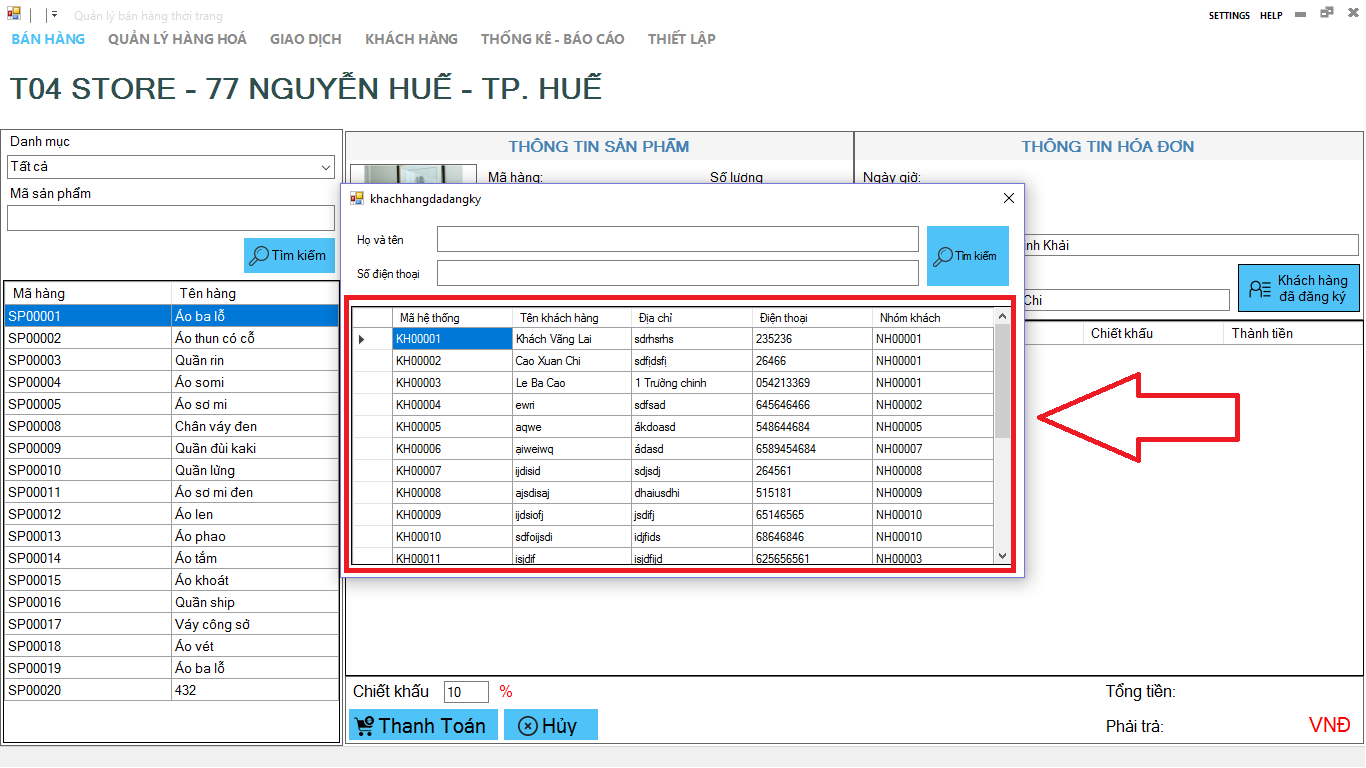 Quản lý bán hàng thời trang
SETTINGS HELP
BÁN HÀNG QUẢN LÝ HÀNG HOÁ GIAO DỊCH KHÁCH HÀNG THỐNG KÊ - BÁO CÁO THIẾT LẬP
T04 STORE - 77 NGUYỄN HUẾ - TP. HUẾ
Danh mục
Tất cả
Mã sản phẩm
Tìm kiếm
Mã hàng Tên hàng
SP00001 Áo ba lỗ
SP00002 Áo thun có cỗ
SP00003 Quần rin
SP00004 Áo somi
SP00005 Áo sơ mi
SP00008 Chân váy đen
SP00009 Quần đùi kaki
SP00010 Quần lửng
SP00011 Áo sơ mi đen
SP00012 Áo len
SP00013 Áo phao
SP00014 Áo tắm
SP00015 Áo khoát
SP00016 Quần ship
SP00017 Váy công sở
SP00018 Áo vét
SP00019 Áo ba lỗ
SP00020 432
THÔNG TIN SẢN PHẨM
Mã hàng: Số lượng
THÔNG TIN HÓA ĐƠN
Ngày giờ:
Khải
Chi
Khách hàng
đã đăng ký
Chiết khấu Thành tiền
khachhangdadangky
Họ và tên
Số điện thoại
Tìm kiếm
Mã hệ thống Tên khách hàng Địa chỉ Điện thoại Nhóm khách
KH00001 Khách Vãng Lai sdrhsrhs 235236 NH00001
KH00002 Cao Xuan Chi sdfịdsfị 26466 NH00001
KH00003 Le Ba Cao 1 Trường chinh 054213369 NH00001
KH00004 ewri sdfsad 645646466 NH00002
KH00005 aqwe ákdoasd 548644684 NH00005
KH00006 aiweiwq ádasd 6589454684 NH00007
KH00007 ijdisid sdjsdj 264561 NH00008
KH00008 ajsdisaj dhaiusdhi 515181 NH00009
KH00009 ijdsiofj jsdifj 65146565 NH00010
KH00010 sdfoijsdi idjfids 68646846 NH00010
KH00011 isjdif isjdfijd 625656561 NH00003
Chiết khấu 10 %
Thanh Toán Hủy
Tổng tiền:
Phải trả: VNĐ